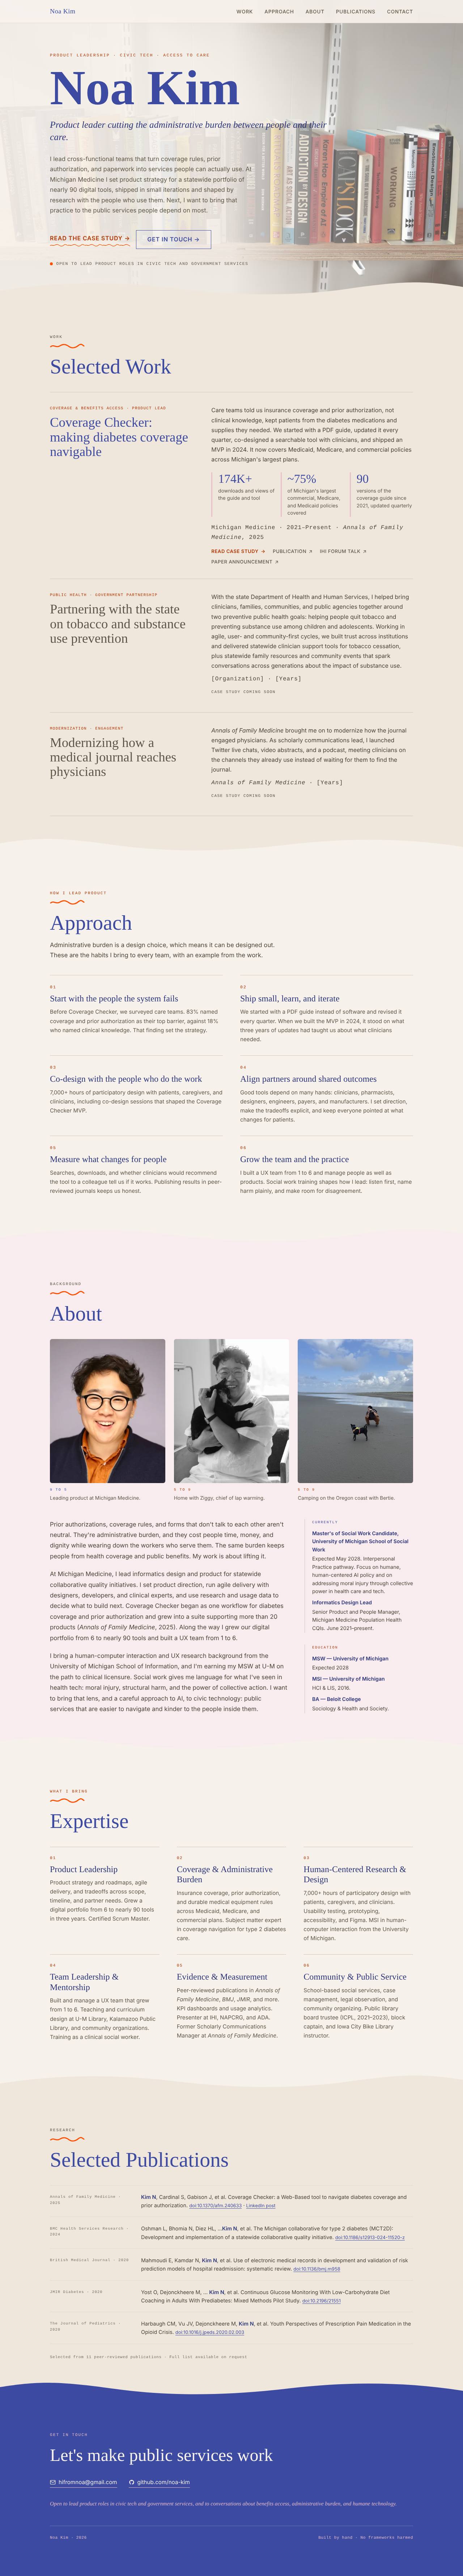 Noa Kim
WORK APPROACH ABOUT PUBLICATIONS CONTACT
PRODUCT LEADERSHIP · CIVIC TECH · ACCESS TO CARE
Noa Kim
Product leader cutting the administrative burden between people and their
care.
I lead cross-functional teams that turn coverage rules, prior
authorization, and paperwork into services people can actually use. At
Michigan Medicine I set product strategy for a statewide portfolio of
nearly 90 digital tools, shipped in small iterations and shaped by
research with the people who use them. Next, I want to bring that
practice to the public services people depend on most.
READ THE CASE STUDY →
GET IN TOUCH →
OPEN TO LEAD PRODUCT ROLES IN CIVIC TECH AND GOVERNMENT SERVICES
DESIGN ADDICTION
ART AS SOCIAL ACTION
CAPS LOCK
WORKING
WORK
Selected Work
COVERAGE & BENEFITS ACCESS · PRODUCT LEAD
Coverage Checker:
making diabetes coverage
navigable
Care teams told us insurance coverage and prior authorization, not
clinical knowledge, kept patients from the diabetes medications and
supplies they needed. We started with a PDF guide, updated it every
quarter, co-designed a searchable tool with clinicians, and shipped an
MVP in 2024. It now covers Medicaid, Medicare, and commercial policies
across Michigan's largest plans.
174K+
downloads and views of
the guide and tool
~75%
of Michigan's largest
commercial, Medicare,
and Medicaid policies
covered
90
versions of the
coverage guide since
2021, updated quarterly
Michigan Medicine · 2021–Present · Annals of Family
Medicine, 2025
READ CASE STUDY → PUBLICATION ↗ IHI FORUM TALK ↗
PAPER ANNOUNCEMENT ↗
PUBLIC HEALTH · GOVERNMENT PARTNERSHIP
Partnering with the state
on tobacco and substance
use prevention
With the state Department of Health and Human Services, I helped bring
clinicians, families, communities, and public agencies together around
two preventive public health goals: helping people quit tobacco and
preventing substance use among children and adolescents. Working in
agile, user- and community-first cycles, we built trust across institutions
and delivered statewide clinician support tools for tobacco cessation,
plus statewide family resources and community events that spark
conversations across generations about the impact of substance use.
[Organization] · [Years]
CASE STUDY COMING SOON
MODERNIZATION · ENGAGEMENT
Modernizing how a
medical journal reaches
physicians
Annals of Family Medicine brought me on to modernize how the journal
engaged physicians. As scholarly communications lead, I launched
Twitter live chats, video abstracts, and a podcast, meeting clinicians on
the channels they already use instead of waiting for them to find the
journal.
Annals of Family Medicine · [Years]
CASE STUDY COMING SOON
HOW I LEAD PRODUCT
Approach
Administrative burden is a design choice, which means it can be designed out.
These are the habits I bring to every team, with an example from the work.
01
Start with the people the system fails
Before Coverage Checker, we surveyed care teams. 83% named
coverage and prior authorization as their top barrier, against 18%
who named clinical knowledge. That finding set the strategy.
02
Ship small, learn, and iterate
We started with a PDF guide instead of software and revised it
every quarter. When we built the MVP in 2024, it stood on what
three years of updates had taught us about what clinicians
needed.
03
Co-design with the people who do the work
7,000+ hours of participatory design with patients, caregivers, and
clinicians, including co-design sessions that shaped the Coverage
Checker MVP.
04
Align partners around shared outcomes
Good tools depend on many hands: clinicians, pharmacists,
designers, engineers, payers, and manufacturers. I set direction,
make the tradeoffs explicit, and keep everyone pointed at what
changes for patients.
05
Measure what changes for people
Searches, downloads, and whether clinicians would recommend
the tool to a colleague tell us if it works. Publishing results in peer-
reviewed journals keeps us honest.
06
Grow the team and the practice
I built a UX team from 1 to 6 and manage people as well as
products. Social work training shapes how I lead: listen first, name
harm plainly, and make room for disagreement.
BACKGROUND
About
9 TO 5
Leading product at Michigan Medicine.
5 TO 9
Home with Ziggy, chief of lap warming.
5 TO 9
Camping on the Oregon coast with Bertie.
Prior authorizations, coverage rules, and forms that don't talk to each other aren't
neutral. They're administrative burden, and they cost people time, money, and
dignity while wearing down the workers who serve them. The same burden keeps
people from health coverage and public benefits. My work is about lifting it.
At Michigan Medicine, I lead informatics design and product for statewide
collaborative quality initiatives. I set product direction, run agile delivery with
designers, developers, and clinical experts, and use research and usage data to
decide what to build next. Coverage Checker began as one workflow for diabetes
coverage and prior authorization and grew into a suite supporting more than 20
products (Annals of Family Medicine, 2025). Along the way I grew our digital
portfolio from 6 to nearly 90 tools and built a UX team from 1 to 6.
I bring a human-computer interaction and UX research background from the
University of Michigan School of Information, and I'm earning my MSW at U-M on
the path to clinical licensure. Social work gives me language for what I've seen in
health tech: moral injury, structural harm, and the power of collective action. I want
to bring that lens, and a careful approach to AI, to civic technology: public
services that are easier to navigate and kinder to the people delivering them.
CURRENTLY
Master's of Social Work Candidate,
University of Michigan School of Social
Work
Expected May 2028. Interpersonal
Practice pathway. Focus on humane,
human-centered AI policy and on
addressing moral injury through collective
power in health care and tech.
Informatics Design Lead
Senior Product and People Manager,
Michigan Medicine Population Health
CQIs. June 2021–present.
EDUCATION
MSW — University of Michigan
Expected 2028
MSI — University of Michigan
HCI & LIS, 2016.
BA — Beloit College
Sociology & Health and Society.
WHAT I BRING
Expertise
01
Product Leadership
Product strategy and roadmaps, agile
delivery, and tradeoffs across scope,
timeline, and partner needs. Grew a
digital portfolio from 6 to nearly 90 tools
in three years. Certified Scrum Master.
02
Coverage & Administrative
Burden
Insurance coverage, prior authorization,
and durable medical equipment rules
across Medicaid, Medicare, and
commercial plans. Subject matter expert
in coverage navigation for type 2 diabetes
care.
03
Human-Centered Research &
Design
7,000+ hours of participatory design with
patients, caregivers, and clinicians.
Usability testing, prototyping,
accessibility, and Figma. MSI in human-
computer interaction from the University
of Michigan.
04
Team Leadership &
Mentorship
Built and manage a UX team that grew
from 1 to 6. Teaching and curriculum
design at U-M Library, Kalamazoo Public
Library, and community organizations.
Training as a clinical social worker.
05
Evidence & Measurement
Peer-reviewed publications in Annals of
Family Medicine, BMJ, JMIR, and more.
KPI dashboards and usage analytics.
Presenter at IHI, NAPCRG, and ADA.
Former Scholarly Communications
Manager at Annals of Family Medicine.
06
Community & Public Service
School-based social services, case
management, legal observation, and
community organizing. Public library
board trustee (ICPL, 2021–2023), block
captain, and Iowa City Bike Library
instructor.
RESEARCH
Selected Publications
Annals of Family Medicine ·
2025
Kim N, Cardinal S, Gabison J, et al. Coverage Checker: a Web-Based tool to navigate diabetes coverage and
prior authorization. doi:10.1370/afm.240633 · LinkedIn post
BMC Health Services Research ·
2024
Oshman L, Bhomia N, Diez HL, ...Kim N, et al. The Michigan collaborative for type 2 diabetes (MCT2D):
Development and implementation of a statewide collaborative quality initiative. doi:10.1186/s12913-024-11520-z
British Medical Journal · 2020
Mahmoudi E, Kamdar N, Kim N, et al. Use of electronic medical records in development and validation of risk
prediction models of hospital readmission: systematic review. doi:10.1136/bmj.m958
JMIR Diabetes · 2020
Yost O, Dejonckheere M, ... Kim N, et al. Continuous Glucose Monitoring With Low-Carbohydrate Diet
Coaching in Adults With Prediabetes: Mixed Methods Pilot Study. doi:10.2196/21551
The Journal of Pediatrics ·
2020
Harbaugh CM, Vu JV, Dejonckheere M, Kim N, et al. Youth Perspectives of Prescription Pain Medication in the
Opioid Crisis. doi:10.1016/j.jpeds.2020.02.003
Selected from 11 peer-reviewed publications · Full list available on request
GET IN TOUCH
Let's make public services work
hifromnoa@gmail.com github.com/noa-kim
Open to lead product roles in civic tech and government services, and to conversations about benefits access, administrative burden, and humane technology.
Noa Kim · 2026
Built by hand · No frameworks harmed